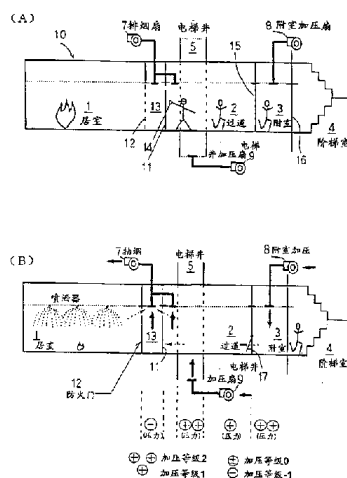 (A)
7排烟扇
电梯井
5
15
8附室加压扇
10
1
居室
12
13
14
11
2
过道
3
附室
16
4
阶梯室
电梯
井加压扇9
(B)
7抽烟
电梯井
5
8附室加压
喷洒器
1
居室
13
2
过道
3
附室
4
阶梯室
12
防火门
11
17
电梯井
加压扇9
⊖ ⊕⊕ ⊕ ⊕⊕
(压力) (压力) (压力) (压力)
⊕⊕ 加压等级2 ⊕ 加压等级0
⊕ 加压等级1 ⊖ 加压等级-1